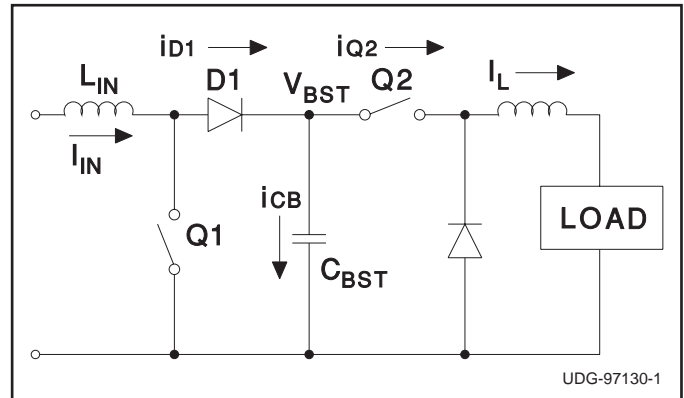 iD1
iQ2
LIN
D1
VBST
Q2
IL
IIN
iCB
Q1
CBST
LOAD
UDG-97130-1